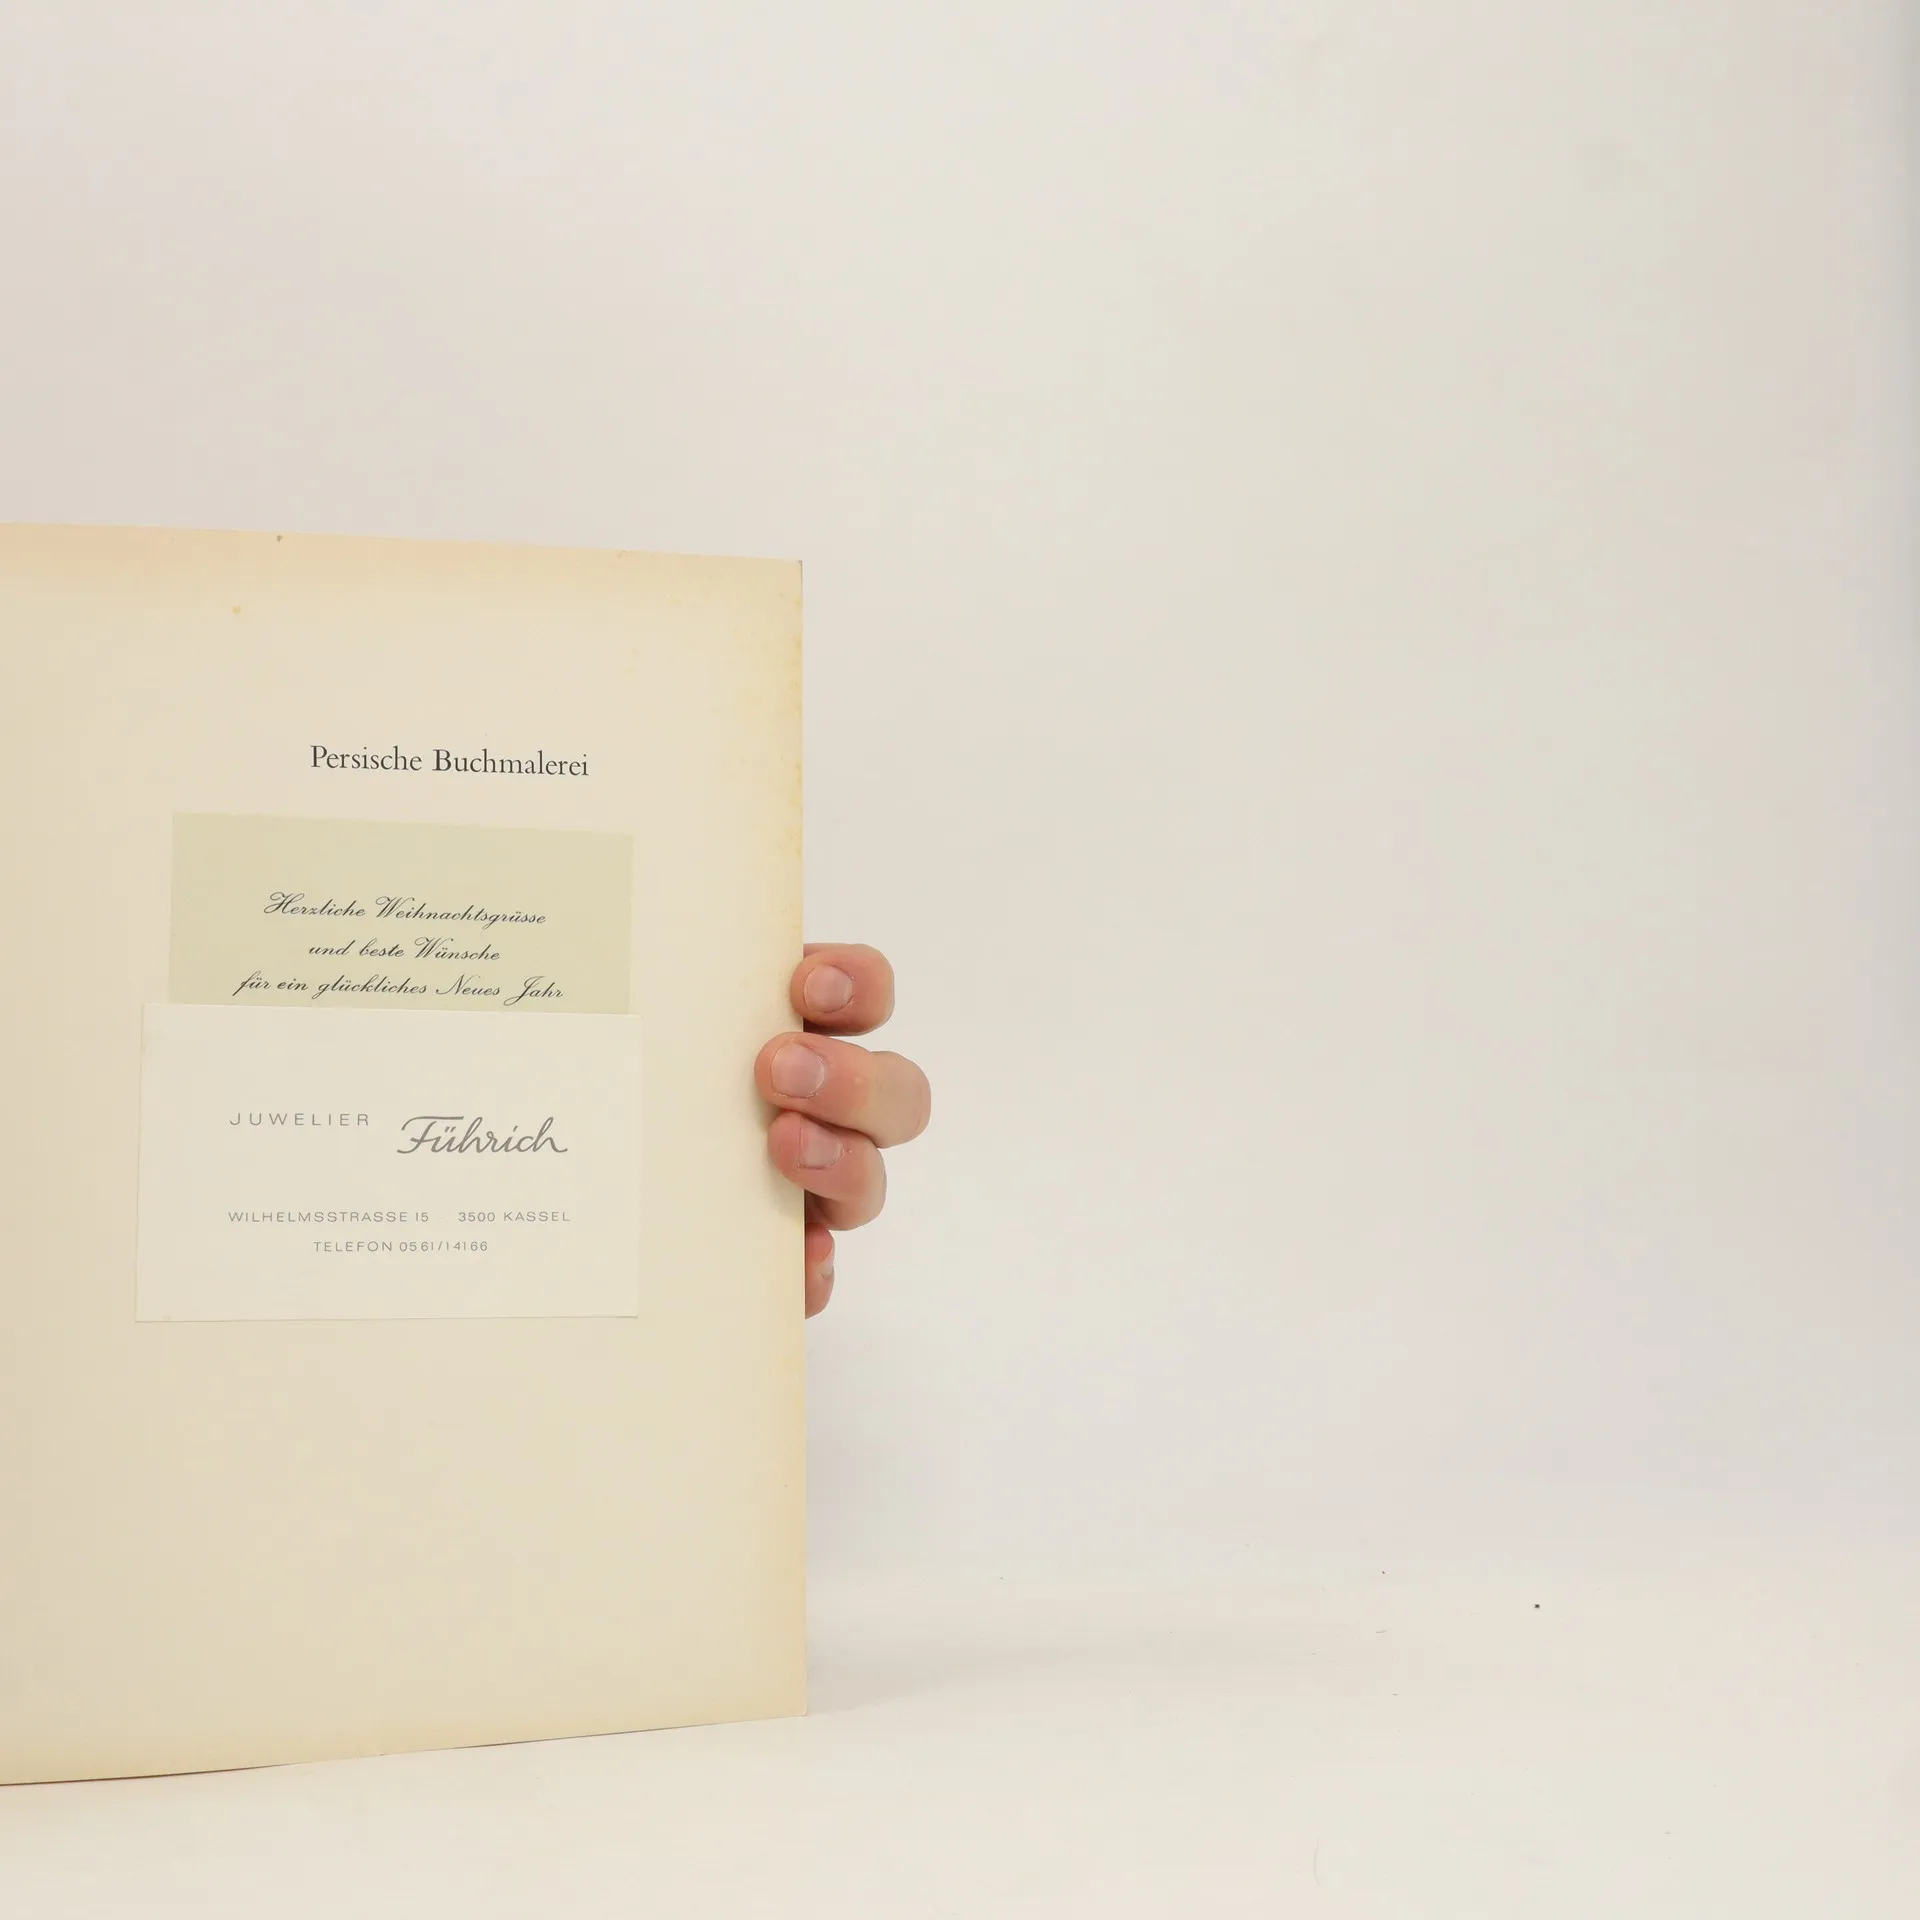 Persische Buchmalerei
Herzliche Weihnachtsgrüsse
und beste Wünsche
für ein glückliches Neues Jahr
JUWELIER Führich
WILHELMSSTRASSE 15 · 3500 KASSEL
TELEFON 0561/14166